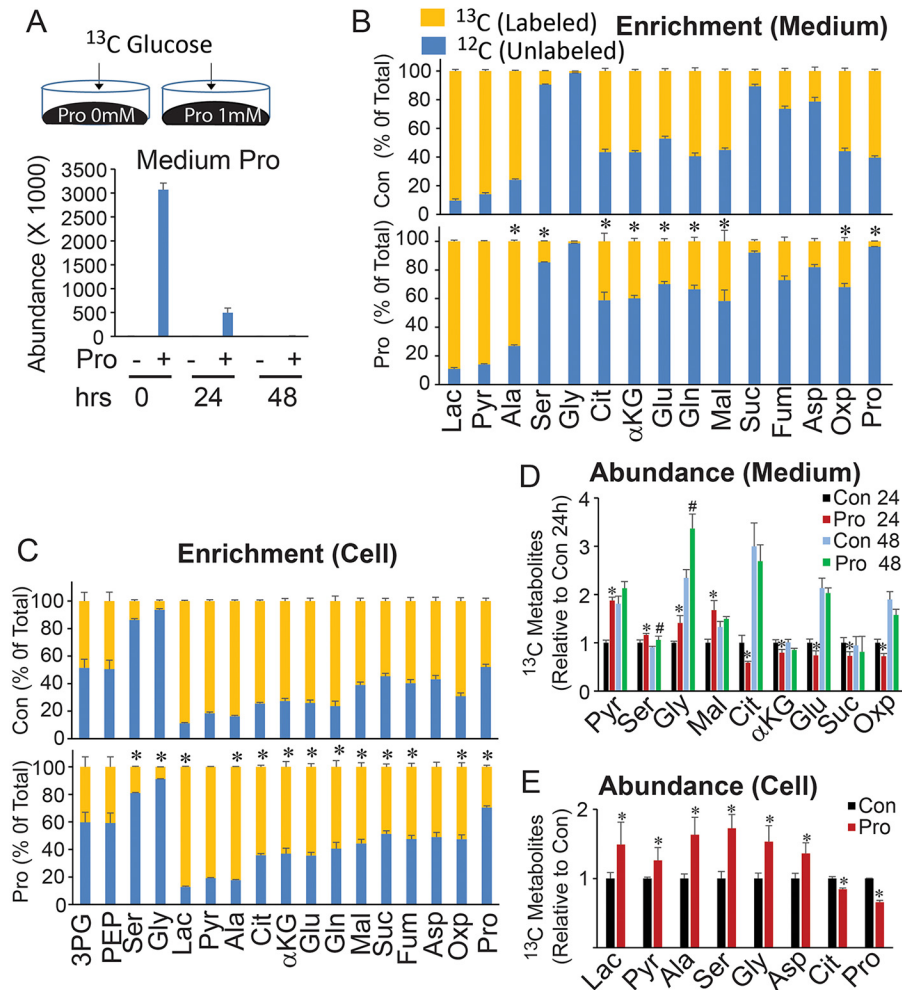 A
13C Glucose
Pro 0mM
Pro 1mM
Medium Pro
Abundance (X 1000)
3500
3000
2500
2000
1500
1000
500
0
Pro - + - + - +
hrs 0 24 48
B
13C (Labeled)
12C (Unlabeled)
Enrichment (Medium)
Con (% 0f Total)
100
80
60
40
20
0
Pro (% 0f Total)
* * * * * * * * *
100
80
60
40
20
0
Lac Pyr Ala Ser Gly Cit αKG Glu Gln Mal Suc Fum Asp Oxp Pro
C
Enrichment (Cell)
Con (% 0f Total)
100
80
60
40
20
0
Pro (% 0f Total)
* * * * * * * * * * * * *
100
80
60
40
20
0
3PG PEP Ser Gly Lac Pyr Ala Cit αKG Glu Gln Mal Suc Fum Asp Oxp Pro
D
Abundance (Medium)
13C Metabolites
(Relative to Con 24h)
4
3
2
1
0
Con 24
Pro 24
Con 48
Pro 48
* * # * # * * * * * *
Pyr Ser Gly Mal Cit αKG Glu Suc Oxp
E
Abundance (Cell)
13C Metabolites
(Relative to Con)
2
1
0
Con
Pro
* * * * * * * *
Lac Pyr Ala Ser Gly Asp Cit Pro